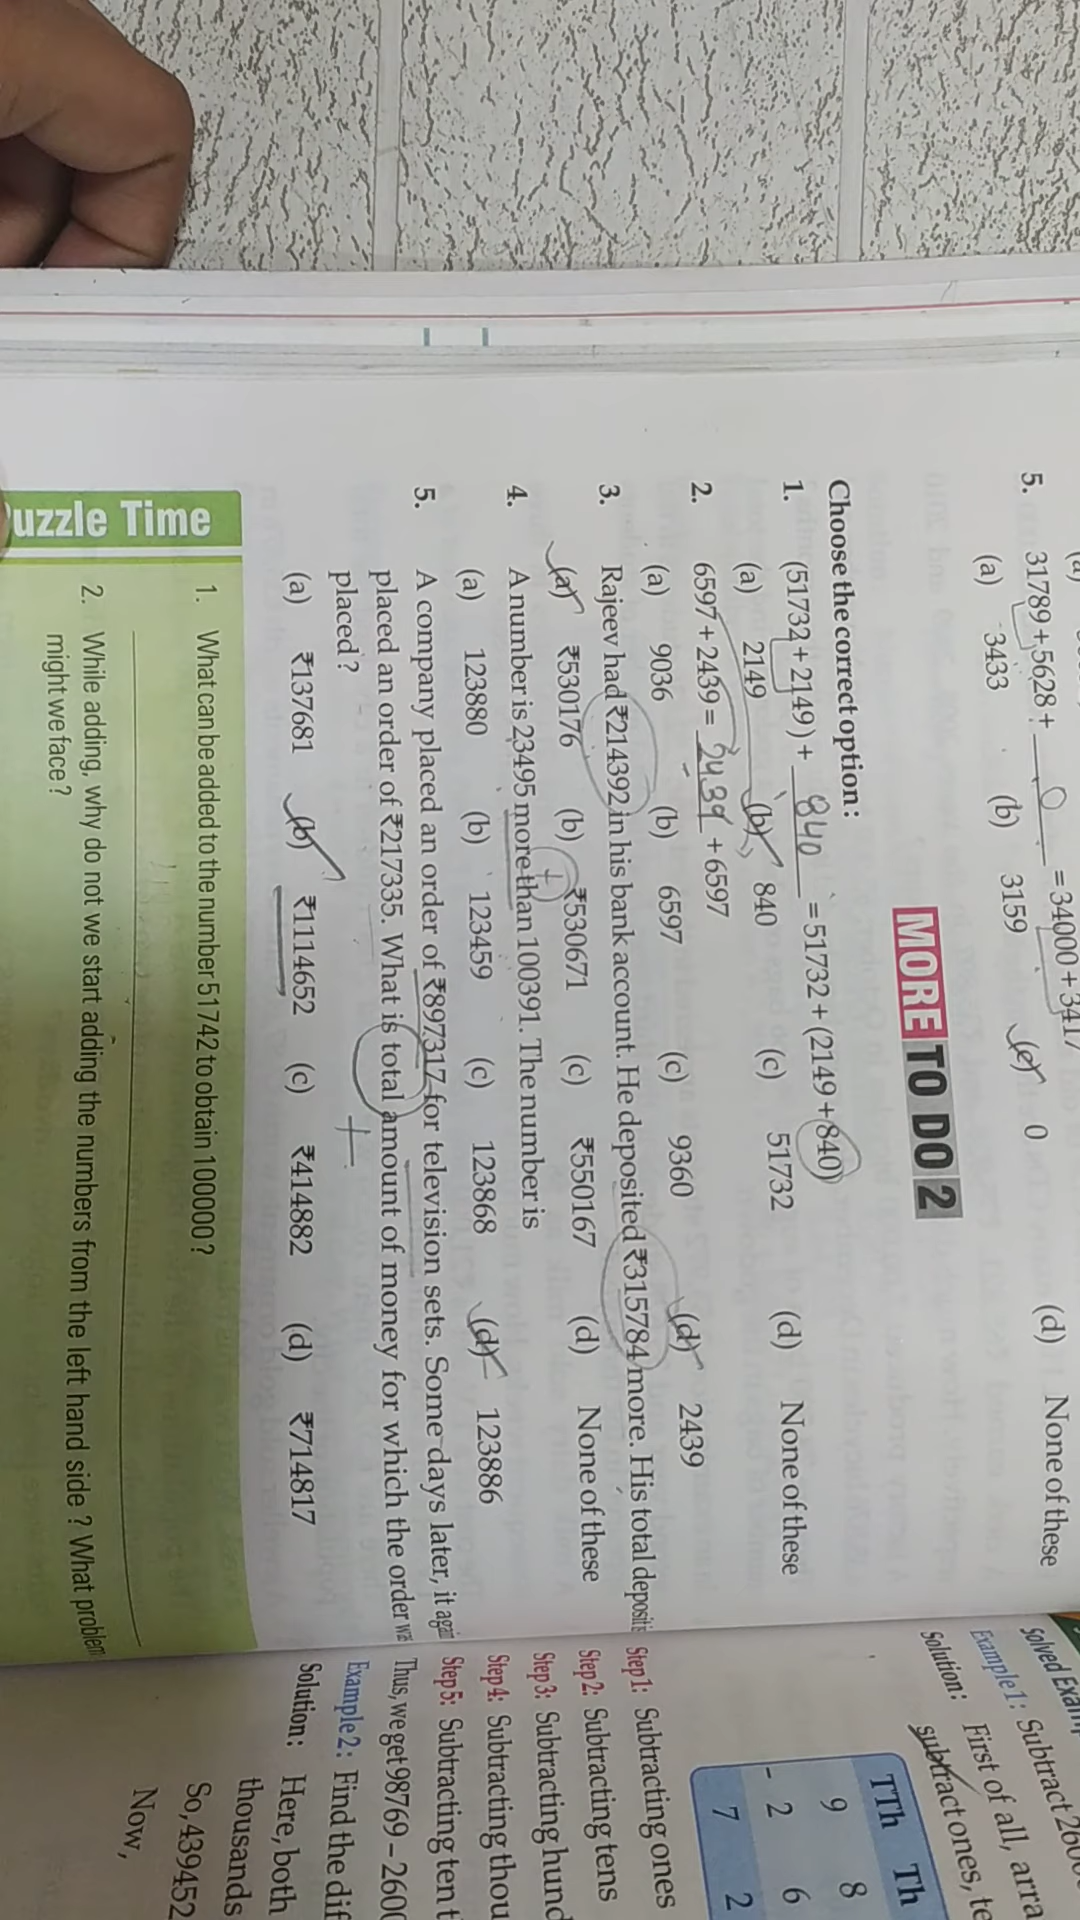 5. 31789 + 5628 + 0 = 34000 + 3417
(a) 3433 (b) 3159 (c) 0 (d) None of these
MORE TO DO 2
Choose the correct option :
1. (51732 + 2149) + 840 = 51732 + (2149 + 840)
(a) 2149 (b) 840 (c) 51732 (d) None of these
2. 6597 + 2439 = 2439 + 6597
(a) 9036 (b) 6597 (c) 9360 (d) 2439
3. Rajeev had ₹214392 in his bank account. He deposited ₹315784 more. His total deposit is
(a) ₹530176 (b) ₹530671 (c) ₹550167 (d) None of these
4. A number is 23495 more than 100391. The number is
+
(a) 123880 (b) 123459 (c) 123868 (d) 123886
5. A company placed an order of ₹897317 for television sets. Some days later, it again
placed an order of ₹217335. What is total amount of money for which the order was
placed ?
+
(a) ₹137681 (b) ₹1114652 (c) ₹414882 (d) ₹714817
uzzle Time
1. What can be added to the number 51742 to obtain 100000 ?
2. While adding, why do not we start adding the numbers from the left hand side ? What problem
might we face ?
Solved Exam
Example 1 : Subtract
Solution : First of all, arra
subtract ones, te
TTh Th
9 8
- 2 6
7 2
Step 1: Subtracting ones
Step 2: Subtracting tens
Step 3: Subtracting hund
Step 4: Subtracting thou
Step 5: Subtracting ten t
Thus, we get 98769 – 2600
Example 2 : Find the dif
Solution : Here, both
thousands
So, 439452
Now,